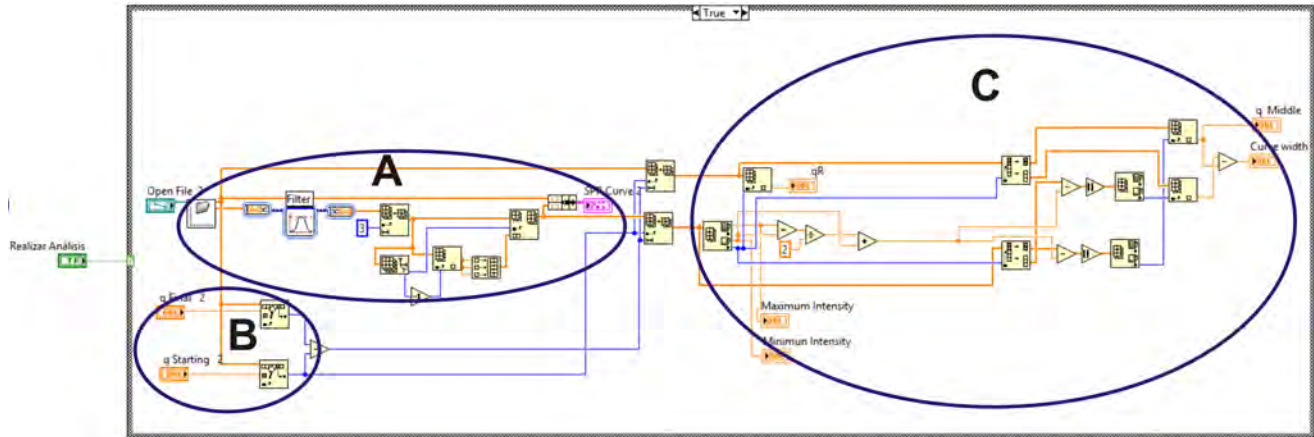 True
A
B
C
Open File 2
Filter
SPR Curve
3
Realizar Análisis
TF
q Final 2
q Starting 2
qR
2
Maximum Intensity
Minimun Intensity
q Middle
Curve width